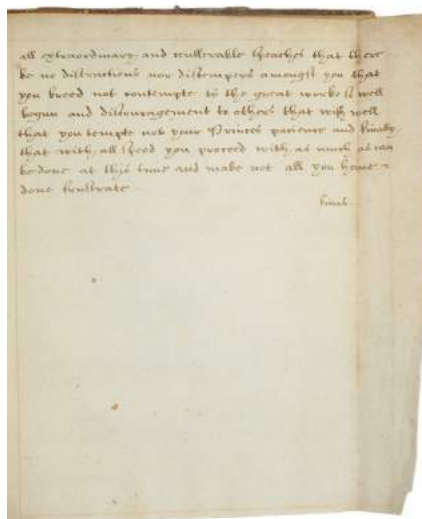 all extraordinary and cullerable Speaches that there
be no distractions nor distempers amongst you that
you breed not contempte to the great worke so well
begun and discouragement to others that wish well
that you tempte not your Princes patience and finally
that with all speed you proceed with as much as can
be done at this time and make not all you have
done frustrate
finis